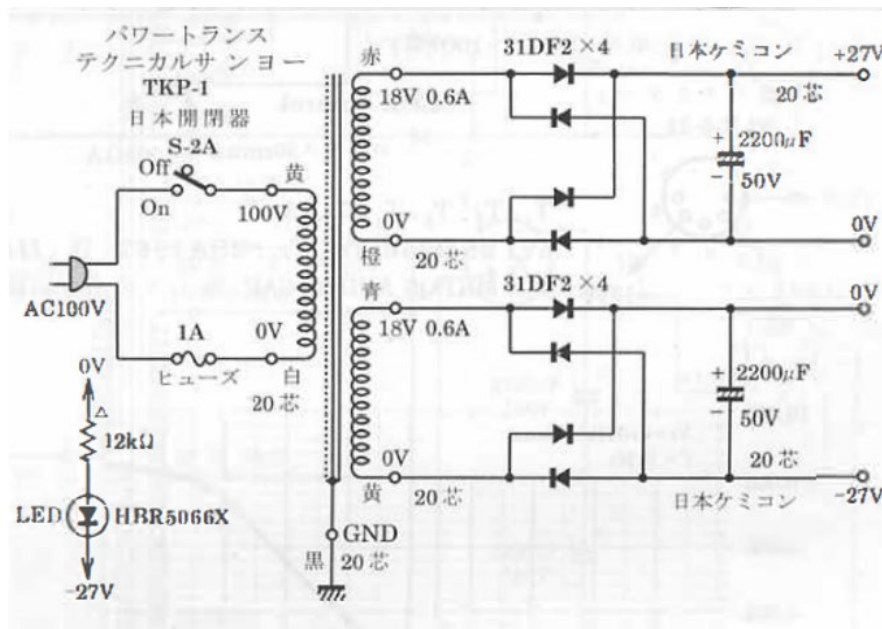 パワートランス
テクニカルサンヨー
TKP-1
日本開閉器
S-2A
Off
On
黄
100V
AC100V
1A
ヒューズ
0V
白
20芯
0V
12kΩ
LED
HBR5066X
-27V
GND
黒
20芯
赤
18V 0.6A
31DF2×4
日本ケミコン
+27V
20芯
+
2200μF
-
50V
0V
橙
20芯
0V
青
18V 0.6A
31DF2×4
0V
+
2200μF
-
50V
0V
黄
20芯
20芯
日本ケミコン
-27V